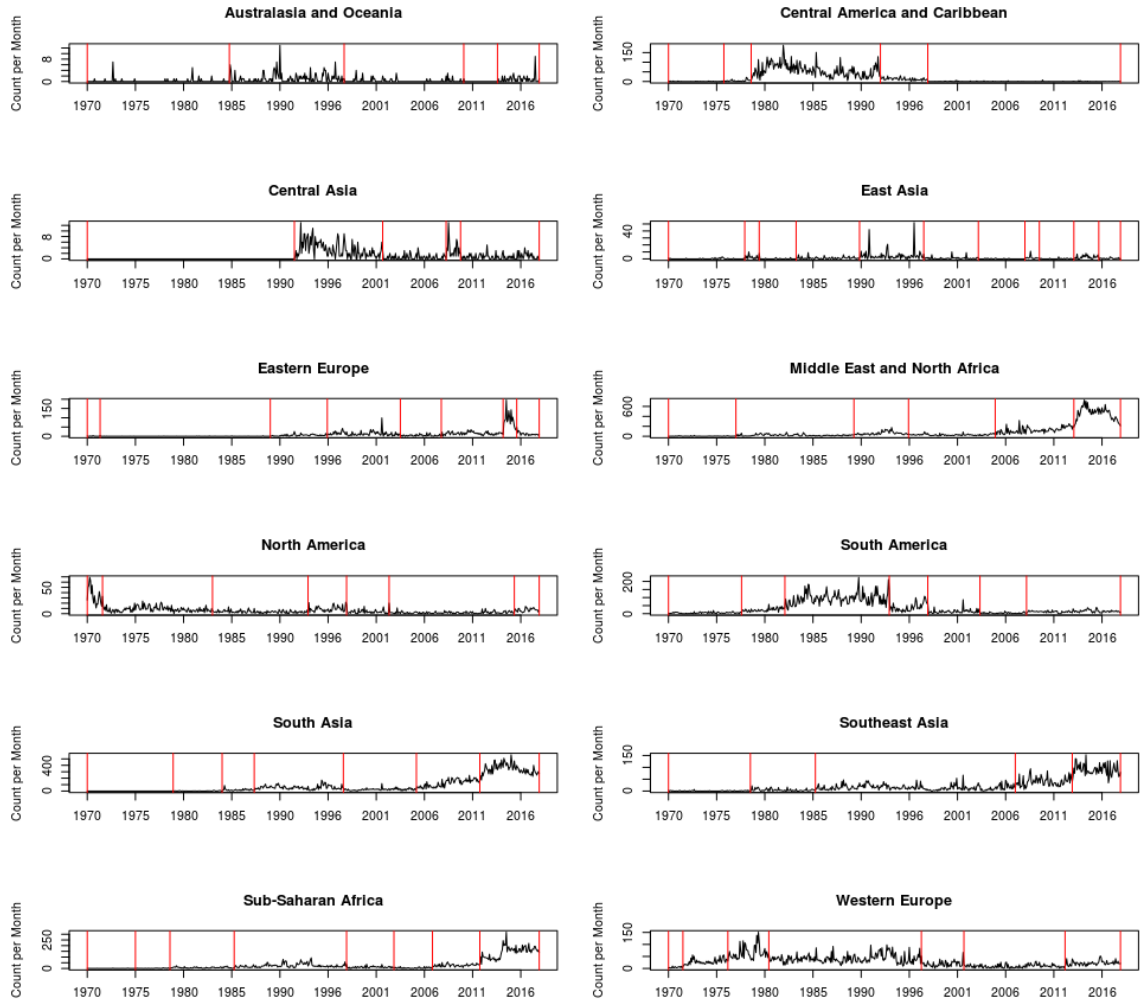 Australasia and Oceania
Count per Month
0 8
1970 1975 1980 1985 1990 1996 2001 2006 2011 2016
Central America and Caribbean
Count per Month
0 150
1970 1975 1980 1985 1990 1996 2001 2006 2011 2016
Central Asia
Count per Month
0 8
1970 1975 1980 1985 1990 1996 2001 2006 2011 2016
East Asia
Count per Month
0 40
1970 1975 1980 1985 1990 1996 2001 2006 2011 2016
Eastern Europe
Count per Month
0 150
1970 1975 1980 1985 1990 1996 2001 2006 2011 2016
Middle East and North Africa
Count per Month
0 600
1970 1975 1980 1985 1990 1996 2001 2006 2011 2016
North America
Count per Month
0 50
1970 1975 1980 1985 1990 1996 2001 2006 2011 2016
South America
Count per Month
0 200
1970 1975 1980 1985 1990 1996 2001 2006 2011 2016
South Asia
Count per Month
0 400
1970 1975 1980 1985 1990 1996 2001 2006 2011 2016
Southeast Asia
Count per Month
0 150
1970 1975 1980 1985 1990 1996 2001 2006 2011 2016
Sub-Saharan Africa
Count per Month
0 250
1970 1975 1980 1985 1990 1996 2001 2006 2011 2016
Western Europe
Count per Month
0 150
1970 1975 1980 1985 1990 1996 2001 2006 2011 2016